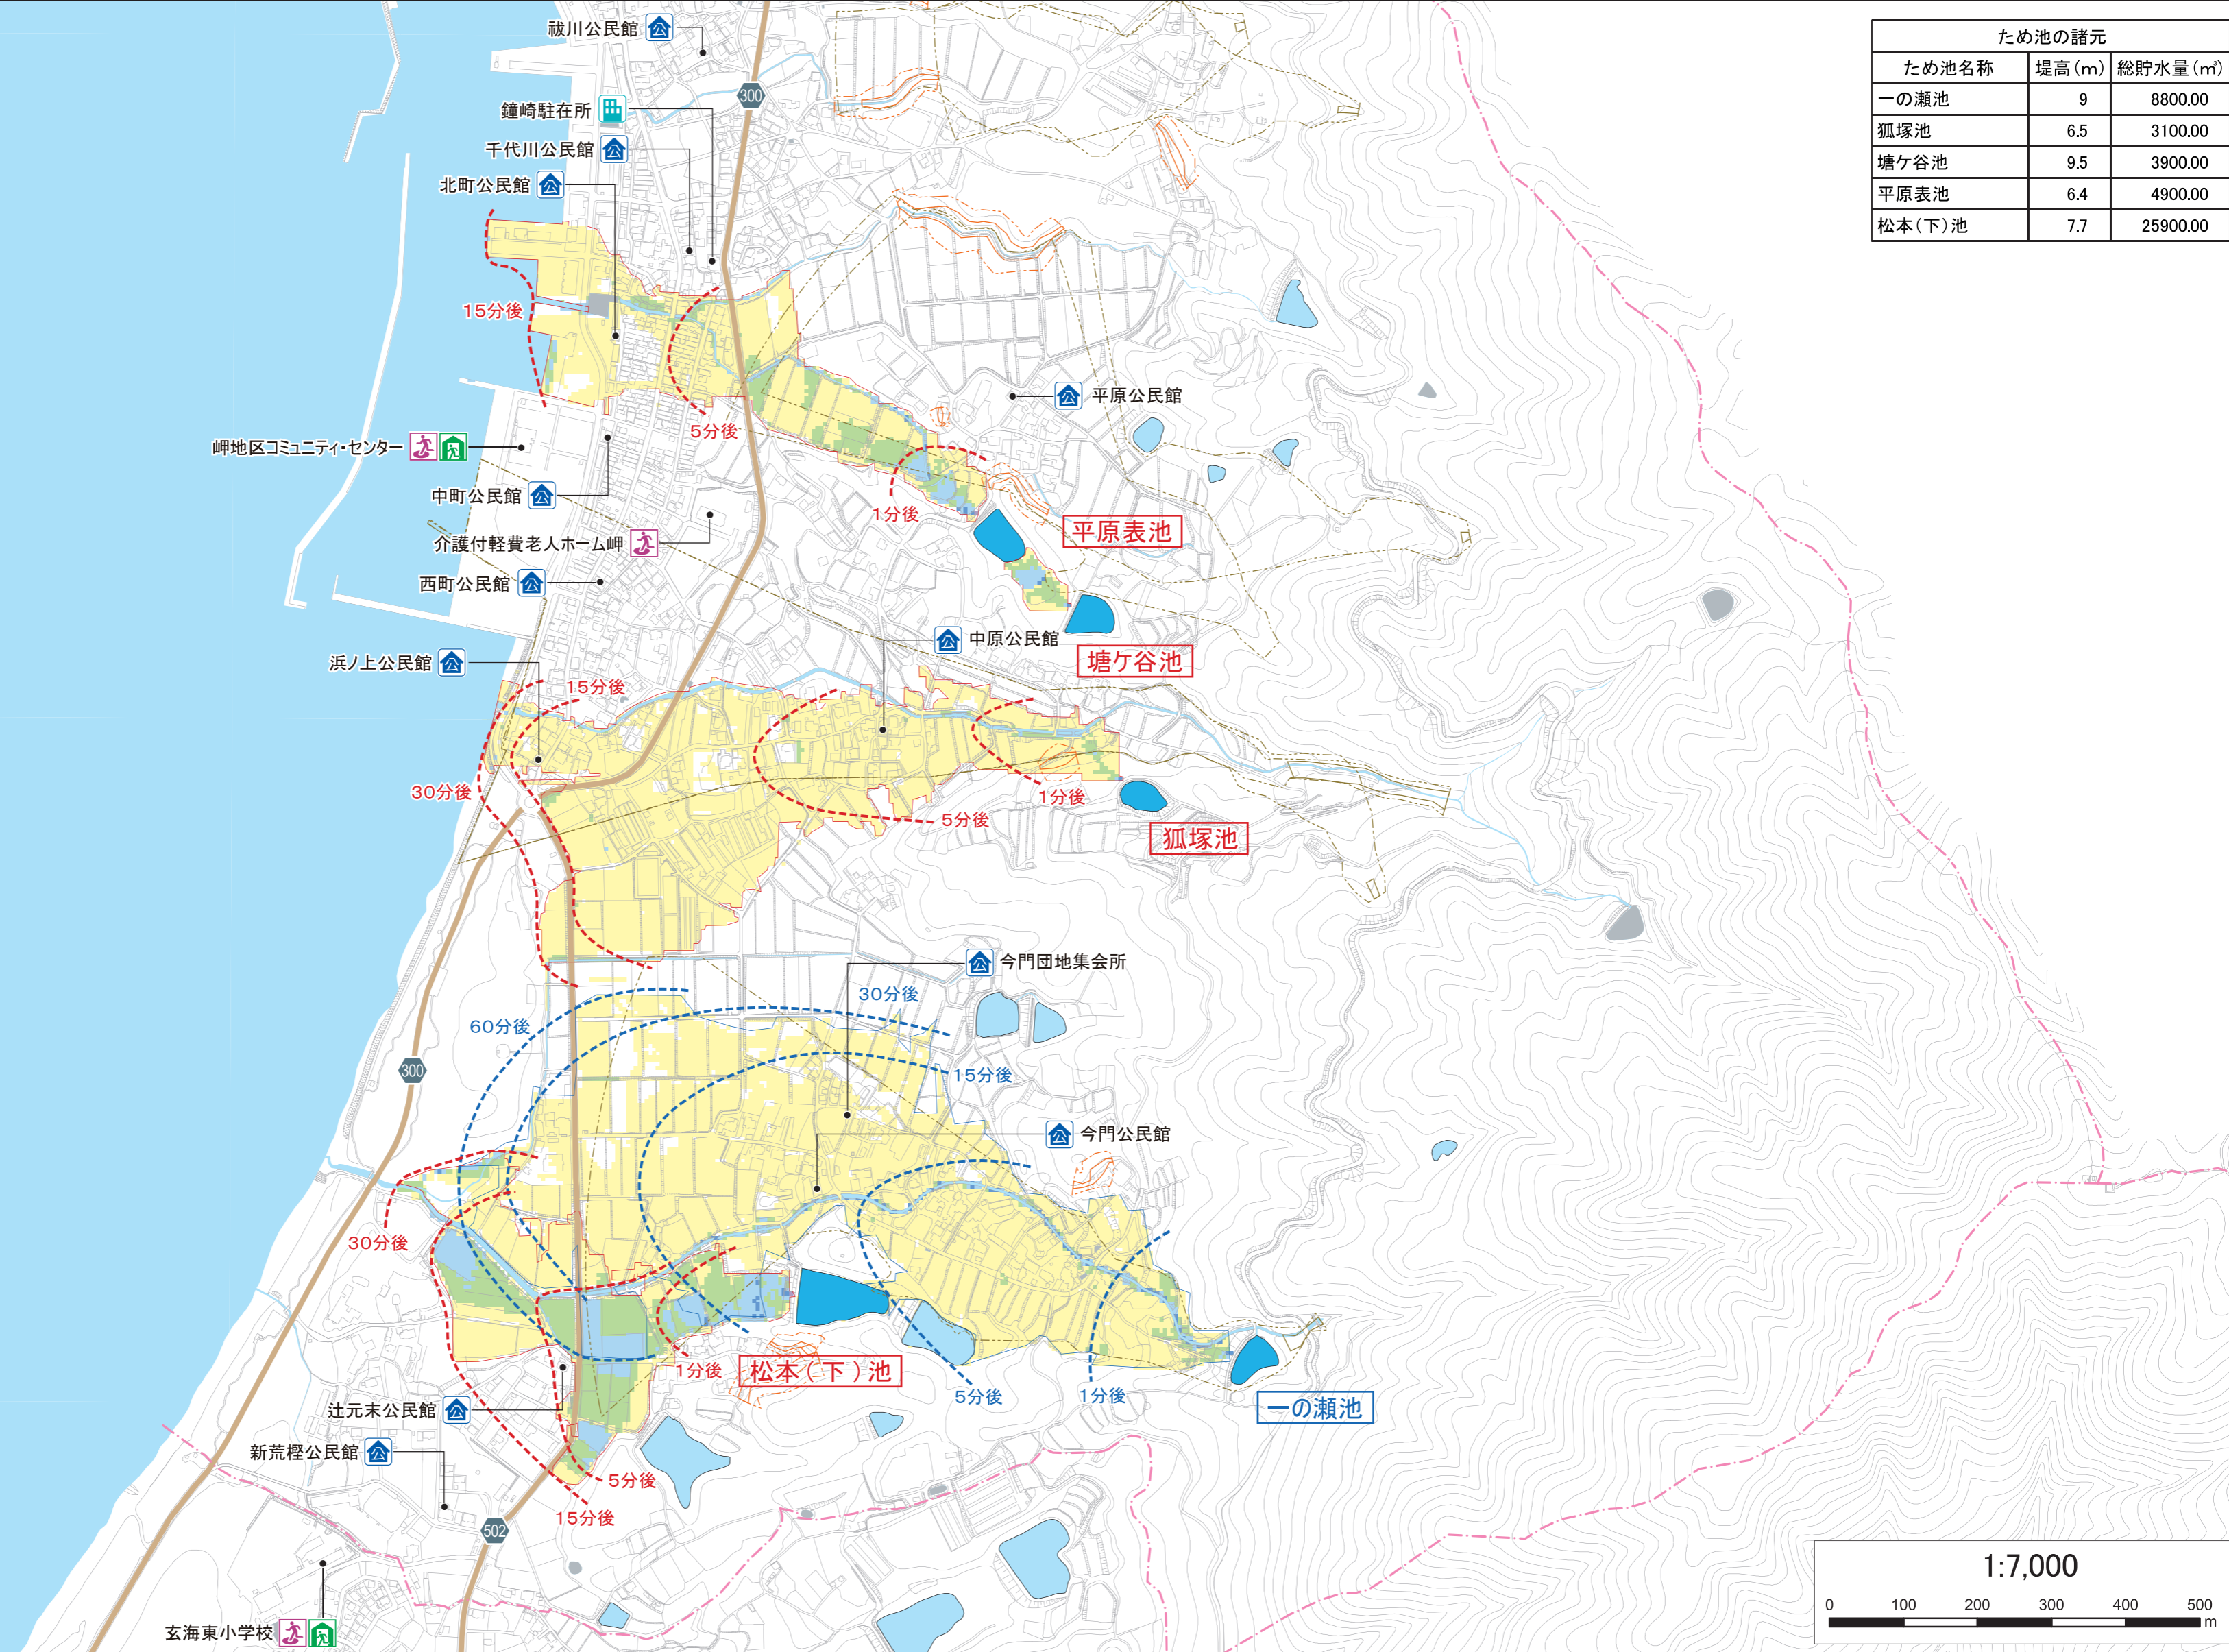 ため池の諸元
ため池名称 堤高(m) 総貯水量(㎥)
一の瀬池 9 8800.00
狐塚池 6.5 3100.00
塘ケ谷池 9.5 3900.00
平原表池 6.4 4900.00
松本(下)池 7.7 25900.00
祓川公民館 公
300
鐘崎駐在所
千代川公民館 公
北町公民館 公
15分後
5分後
公 平原公民館
岬地区コミュニティ・センター
中町公民館 公
1分後
平原表池
介護付軽費老人ホーム岬
西町公民館 公
公 中原公民館
塘ケ谷池
浜ノ上公民館 公
15分後
30分後
1分後
5分後
狐塚池
公 今門団地集会所
30分後
60分後
300
15分後
公 今門公民館
30分後
1分後
松本(下)池
5分後
1分後
一の瀬池
辻元末公民館 公
新荒樫公民館 公
5分後
15分後
502
玄海東小学校
1:7,000
0 100 200 300 400 500
m